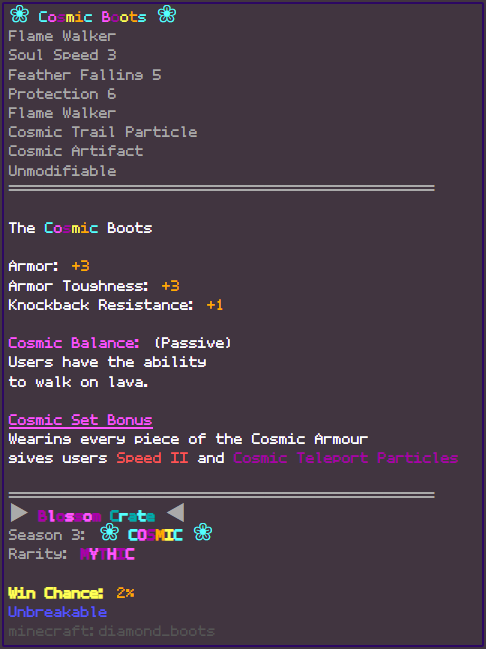 ❀ Cosmic Boots ❀
Flame Walker
Soul Speed 3
Feather Falling 5
Protection 6
Flame Walker
Cosmic Trail Particle
Cosmic Artifact
Unmodifiable
The Cosmic Boots
Armor: +3
Armor Toughness: +3
Knockback Resistance: +1
Cosmic Balance: (Passive)
Users have the ability
to walk on lava.
Cosmic Set Bonus
Wearing every piece of the Cosmic Armour
gives users Speed II and Cosmic Teleport Particles
▶ Blossom Crate ◀
Season 3: ❀ COSMIC ❀
Rarity: MYTHIC
Win Chance: 2%
Unbreakable
minecraft:diamond_boots